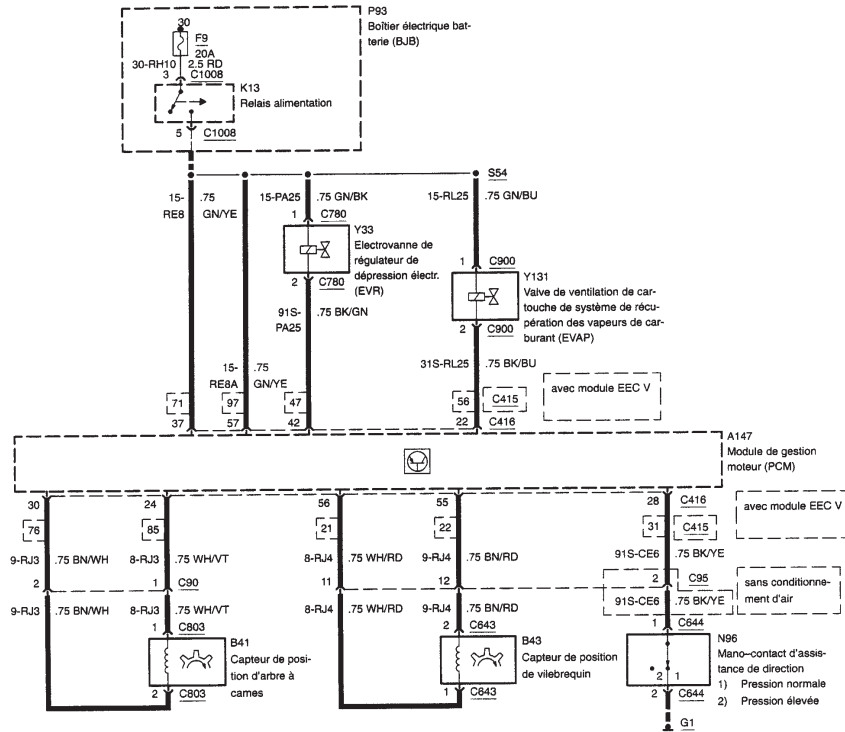 P93
Boîtier électrique bat-
terie (BJB)
30
F9
20A
30-RH10 2.5 RD
3 C1008
K13
Relais alimentation
5 C1008
S54
15-RE8 .75 GN/YE
15-PA25 .75 GN/BK
15-RL25 .75 GN/BU
1 C780
Y33
Electrovanne de
régulateur de
dépression électr.
(EVR)
2 C780
1 C900
Y131
Valve de ventilation de car-
touche de système de récu-
pération des vapeurs de car-
burant (EVAP)
2 C900
91S-PA25 .75 BK/GN
15-RE8A .75 GN/YE
31S-RL25 .75 BK/BU
avec module EEC V
71 97 47 56 C415
37 57 42 22 C416
A147
Module de gestion
moteur (PCM)
30 24 56 55 28 C416
avec module EEC V
76 85 21 22 31 C415
9-RJ3 .75 BN/WH 8-RJ3 .75 WH/VT 8-RJ4 .75 WH/RD 9-RJ4 .75 BN/RD 91S-CE6 .75 BK/YE
2 1 C90 11 12 2 C95
sans conditionne-
ment d'air
9-RJ3 .75 BN/WH 8-RJ3 .75 WH/VT 8-RJ4 .75 WH/RD 9-RJ4 .75 BN/RD 91S-CE6 .75 BK/YE
1 C803 2 C643 1 C644
B41
Capteur de posi-
tion d'arbre à
cames
2 C803
B43
Capteur de position
de vilebrequin
1 C643
N96
Mano–contact d'assis-
tance de direction
1) Pression normale
2) Pression élevée
2 1
2 C644
G1